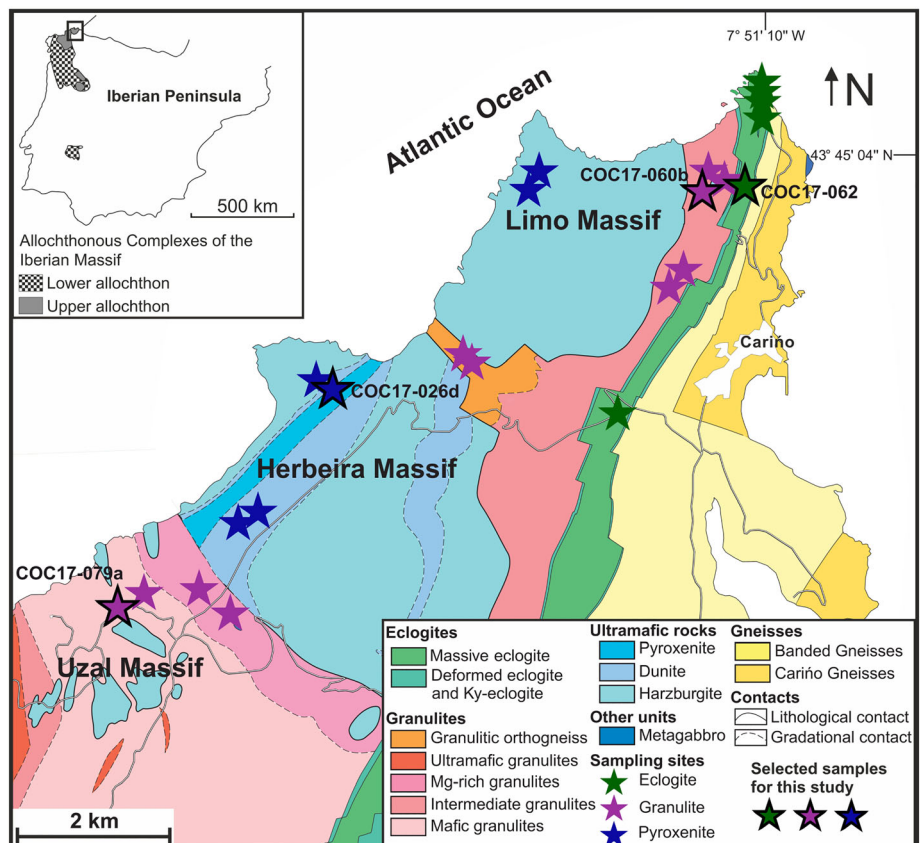 7° 51' 10" W
N
43° 45' 04" N
Iberian Peninsula
500 km
Allochthonous Complexes of the
Iberian Massif
Lower allochthon
Upper allochthon
Atlantic Ocean
COC17-060b
COC17-062
Limo Massif
Cariño
COC17-026d
Herbeira Massif
COC17-079a
Uzal Massif
2 km
Eclogites
Massive eclogite
Deformed eclogite
and Ky-eclogite
Granulites
Granulitic orthogneiss
Ultramafic granulites
Mg-rich granulites
Intermediate granulites
Mafic granulites
Ultramafic rocks
Pyroxenite
Dunite
Harzburgite
Other units
Metagabbro
Sampling sites
Eclogite
Granulite
Pyroxenite
Gneisses
Banded Gneisses
Cariño Gneisses
Contacts
Lithological contact
Gradational contact
Selected samples
for this study